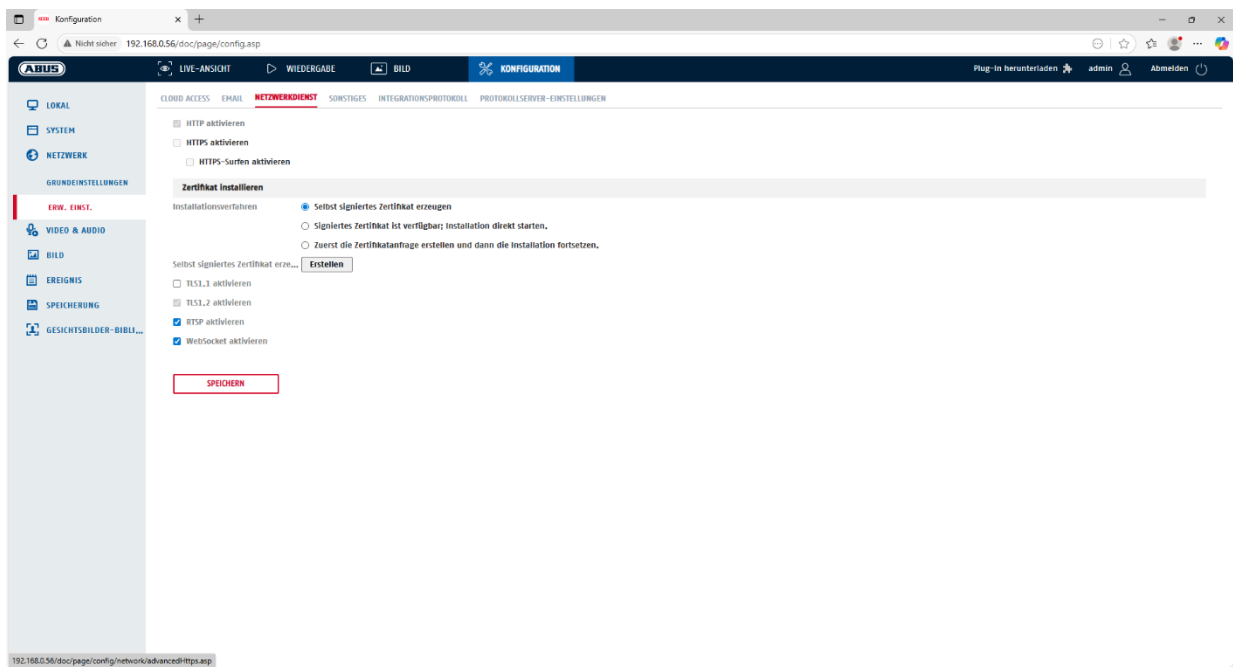 Konfiguration
Nicht sicher 192.168.0.56/doc/page/config.asp
ABUS LIVE-ANSICHT WIEDERGABE BILD KONFIGURATION Plug-In herunterladen admin Abmelden
CLOUD ACCESS EMAIL NETZWERKDIENST SONSTIGES INTEGRATIONSPROTOKOLL PROTOKOLLSERVER-EINSTELLUNGEN
LOKAL
SYSTEM
NETZWERK
GRUNDEINSTELLUNGEN
ERW. EINST.
VIDEO & AUDIO
BILD
EREIGNIS
SPEICHERUNG
GESICHTSBILDER-BIBLI...
HTTP aktivieren
HTTPS aktivieren
HTTPS-Surfen aktivieren
Zertifikat installieren
Installationsverfahren Selbst signiertes Zertifikat erzeugen
Signiertes Zertifikat ist verfügbar; Installation direkt starten.
Zuerst die Zertifikatanfrage erstellen und dann die Installation fortsetzen.
Selbst signiertes Zertifikat erze... Erstellen
TLS1.1 aktivieren
TLS1.2 aktivieren
RTSP aktivieren
WebSocket aktivieren
SPEICHERN
192.168.0.56/doc/page/config/network/advancedHttps.asp